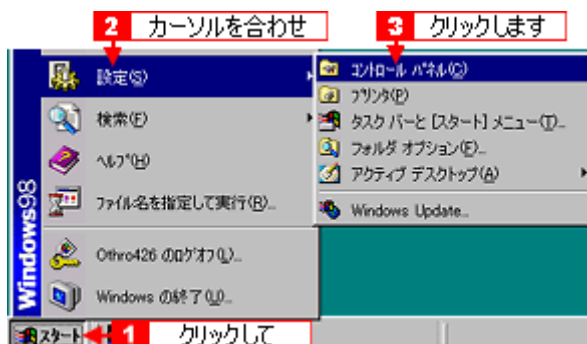 2 カーソルを合わせ
3 クリックします
設定(S)
検索(F)
ヘルプ(H)
ファイル名を指定して実行(R)...
Othro426 のログオフ(L)...
Windows の終了(U)...
Windows98
コントロール パネル(C)
プリンタ(P)
タスク バーと [スタート] メニュー(T)...
フォルダ オプション(F)...
アクティブ デスクトップ(A)
Windows Update...
スタート
1 クリックして